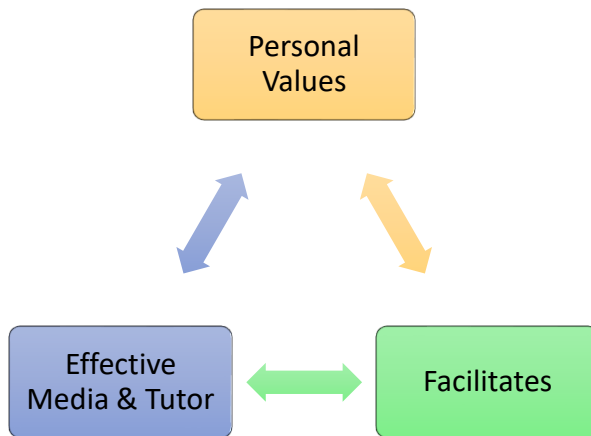 Personal
Values
Effective
Media & Tutor
Facilitates